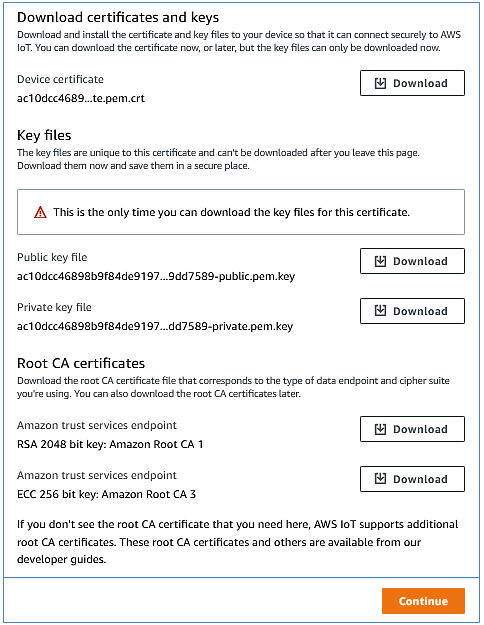 Download certificates and keys
Download and install the certificate and key files to your device so that it can connect securely to AWS
IoT. You can download the certificate now, or later, but the key files can only be downloaded now.
Device certificate
ac10dcc4689...te.pem.crt
Download
Key files
The key files are unique to this certificate and can't be downloaded after you leave this page.
Download them now and save them in a secure place.
This is the only time you can download the key files for this certificate.
Public key file
ac10dcc46898b9f84de9197...9dd7589-public.pem.key
Download
Private key file
ac10dcc46898b9f84de9197...dd7589-private.pem.key
Download
Root CA certificates
Download the root CA certificate file that corresponds to the type of data endpoint and cipher suite
you're using. You can also download the root CA certificates later.
Amazon trust services endpoint
RSA 2048 bit key: Amazon Root CA 1
Download
Amazon trust services endpoint
ECC 256 bit key: Amazon Root CA 3
Download
If you don't see the root CA certificate that you need here, AWS IoT supports additional
root CA certificates. These root CA certificates and others are available from our
developer guides.
Continue